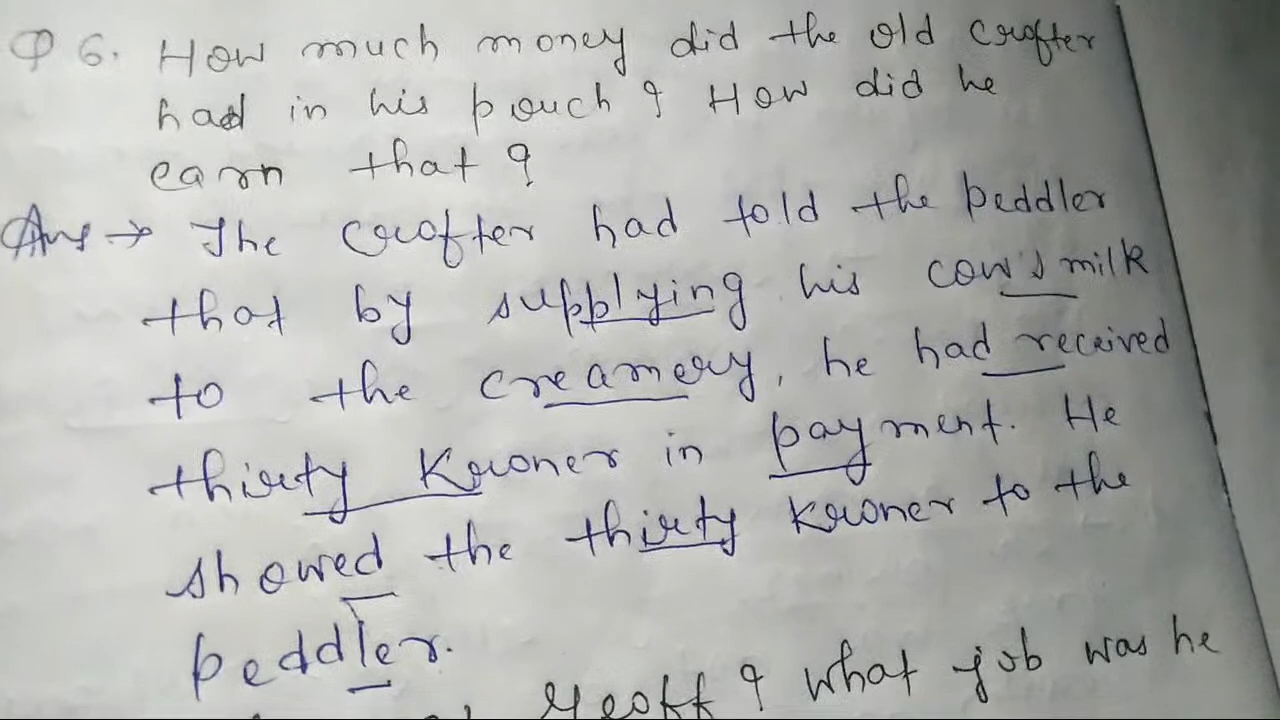 Q 6. How much money did the old crofter
had in his pouch ? How did he
earn that ?
Ans → The crofter had told the peddler
that by supplying his cow's milk
to the creamery, he had received
thirty Kroner in payment. He
showed the thirty kroner to the
peddler.
Geoff ? What job was he